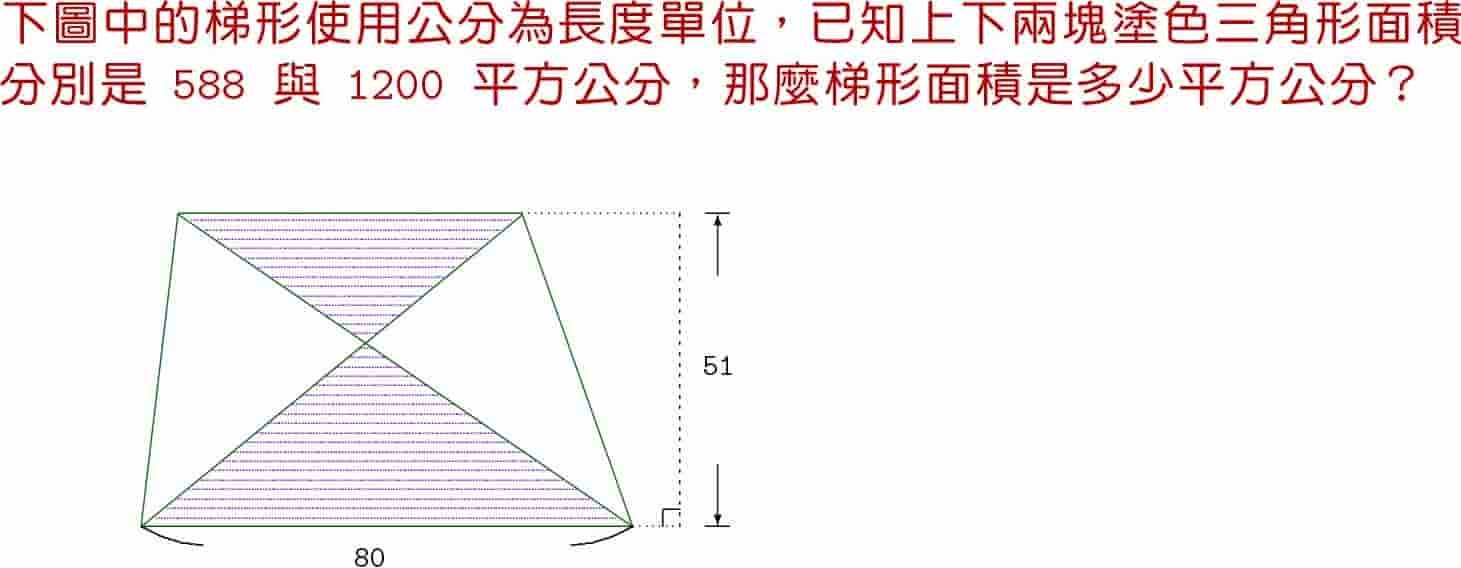 下圖中的梯形使用公分為長度單位，已知上下兩塊塗色三角形面積
分別是 588 與 1200 平方公分，那麼梯形面積是多少平方公分？
51
80